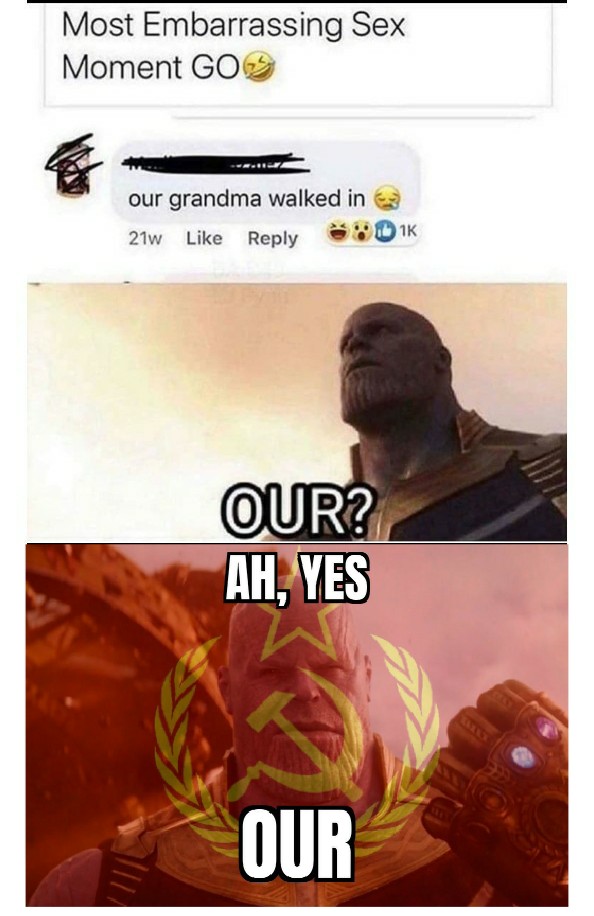 Most Embarrassing Sex
Moment GO🤣
our grandma walked in 😪
21w Like Reply 1K
OUR?
AH, YES
OUR